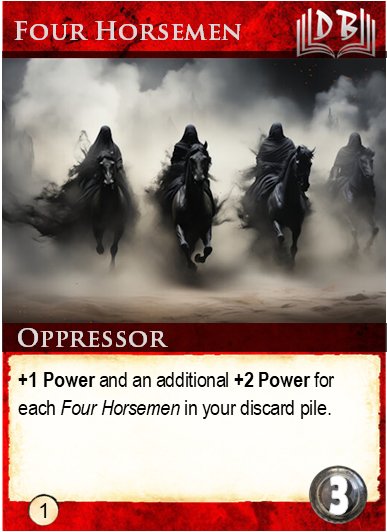 Four Horsemen
DB
Oppressor
+1 Power and an additional +2 Power for
each Four Horsemen in your discard pile.
1
3